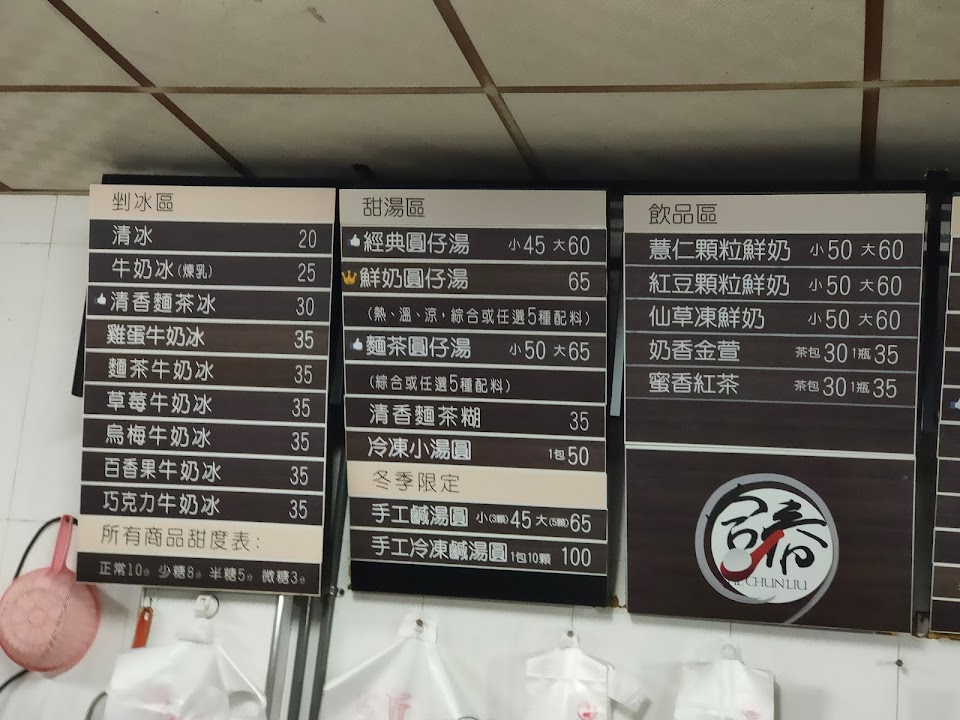 剉冰區
清冰 20
牛奶冰(煉乳) 25
清香麵茶冰 30
雞蛋牛奶冰 35
麵茶牛奶冰 35
草莓牛奶冰 35
烏梅牛奶冰 35
百香果牛奶冰 35
巧克力牛奶冰 35
所有商品甜度表:
正常10分 少糖8分 半糖5分 微糖3分
甜湯區
經典圓仔湯 小45 大60
鮮奶圓仔湯 65
(熱、溫、涼,綜合或任選5種配料)
麵茶圓仔湯 小50 大65
(綜合或任選5種配料)
清香麵茶糊 35
冷凍小湯圓 1包50
冬季限定
手工鹹湯圓 小(3顆)45 大(5顆)65
手工冷凍鹹湯圓 1包10顆 100
飲品區
薏仁顆粒鮮奶 小50 大60
紅豆顆粒鮮奶 小50 大60
仙草凍鮮奶 小50 大60
奶香金萱 茶包30 1瓶35
蜜香紅茶 茶包30 1瓶35